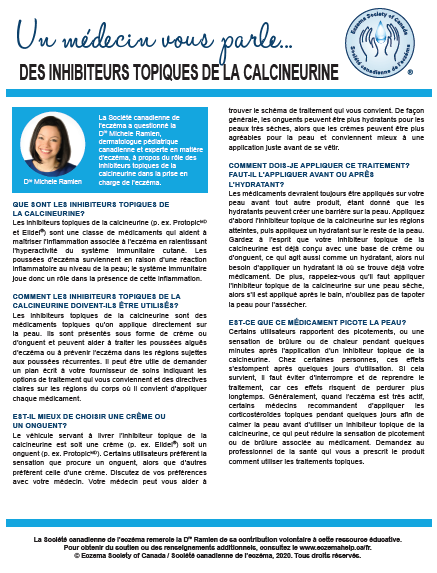 Un médecin vous parle...
Eczema Society of Canada
Société canadienne de l'eczéma
®
DES INHIBITEURS TOPIQUES DE LA CALCINEURINE
La Société canadienne de
l'eczéma a questionné la
Dre Michele Ramien,
dermatologue pédiatrique
canadienne et experte en matière
d'eczéma, à propos du rôle des
inhibiteurs topiques de la
calcineurine dans la prise en
charge de l'eczéma.
Dre Michele Ramien
QUE SONT LES INHIBITEURS TOPIQUES DE
LA CALCINEURINE?
Les inhibiteurs topiques de la calcineurine (p. ex. ProtopicMD
et Elidel®) sont une classe de médicaments qui aident à
maîtriser l'inflammation associée à l'eczéma en ralentissant
l'hyperactivité du système immunitaire cutané. Les
poussées d'eczéma surviennent en raison d'une réaction
inflammatoire au niveau de la peau; le système immunitaire
joue donc un rôle dans la présence de cette inflammation.
COMMENT LES INHIBITEURS TOPIQUES DE LA
CALCINEURINE DOIVENT-ILS ÊTRE UTILISÉS?
Les inhibiteurs topiques de la calcineurine sont des
médicaments topiques qu'on applique directement sur
la peau. Ils sont présentés sous forme de crème ou
d'onguent et peuvent aider à traiter les poussées aiguës
d'eczéma ou à prévenir l'eczéma dans les régions sujettes
aux poussées récurrentes. Il peut être utile de demander
un plan écrit à votre fournisseur de soins indiquant les
options de traitement qui vous conviennent et des directives
claires sur les régions du corps où il convient d'appliquer
chaque médicament.
EST-IL MIEUX DE CHOISIR UNE CRÈME OU
UN ONGUENT?
Le véhicule servant à livrer l'inhibiteur topique de la
calcineurine est soit une crème (p. ex. Elidel®) soit un
onguent (p. ex. ProtopicMD). Certains utilisateurs préfèrent la
sensation que procure un onguent, alors que d'autres
préfèrent celle d'une crème. Discutez de vos préférences
avec votre médecin. Votre médecin peut vous aider à
trouver le schéma de traitement qui vous convient. De façon
générale, les onguents peuvent être plus hydratants pour les
peaux très sèches, alors que les crèmes peuvent être plus
agréables pour la peau et conviennent mieux à une
application juste avant de se vêtir.
COMMENT DOIS-JE APPLIQUER CE TRAITEMENT?
FAUT-IL L'APPLIQUER AVANT OU APRÈS
L'HYDRATANT?
Les médicaments devraient toujours être appliqués sur votre
peau avant tout autre produit, étant donné que les
hydratants peuvent créer une barrière sur la peau. Appliquez
d'abord l'inhibiteur topique de la calcineurine sur les régions
atteintes, puis appliquez un hydratant sur le reste de la peau.
Gardez à l'esprit que votre inhibiteur topique de la
calcineurine est déjà conçu avec une base de crème ou
d'onguent, ce qui agit aussi comme un hydratant, alors nul
besoin d'appliquer un hydratant là où se trouve déjà votre
médicament. De plus, rappelez-vous qu'il faut appliquer
l'inhibiteur topique de la calcineurine sur une peau sèche,
alors s'il est appliqué après le bain, n'oubliez pas de tapoter
la peau pour l'assécher.
EST-CE QUE CE MÉDICAMENT PICOTE LA PEAU?
Certains utilisateurs rapportent des picotements, ou une
sensation de brûlure ou de chaleur pendant quelques
minutes après l'application d'un inhibiteur topique de la
calcineurine. Chez certaines personnes, ces effets
s'estompent après quelques jours d'utilisation. Si cela
survient, il faut éviter d'interrompre et de reprendre le
traitement, car ces effets risquent de perdurer plus
longtemps. Généralement, quand l'eczéma est très actif,
certains médecins recommandent d'appliquer les
corticostéroïdes topiques pendant quelques jours afin de
calmer la peau avant d'utiliser un inhibiteur topique de la
calcineurine, ce qui peut réduire la sensation de picotement
ou de brûlure associée au médicament. Demandez au
professionnel de la santé qui vous a prescrit le produit
comment utiliser les traitements topiques.
La Société canadienne de l'eczéma remercie la Dre Ramien de sa contribution volontaire à cette ressource éducative.
Pour obtenir du soutien ou des renseignements additionnels, consultez le www.eczemahelp.ca/fr.
© Eczema Society of Canada / Société canadienne de l'eczéma, 2020. Tous droits réservés.